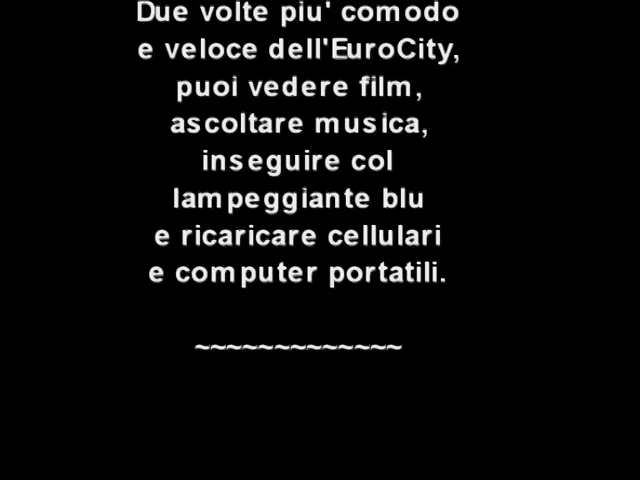 Due volte piu' comodo
e veloce dell'EuroCity,
puoi vedere film,
ascoltare musica,
inseguire col
lampeggiante blu
e ricaricare cellulari
e computer portatili.
~~~~~~~~~~~~~